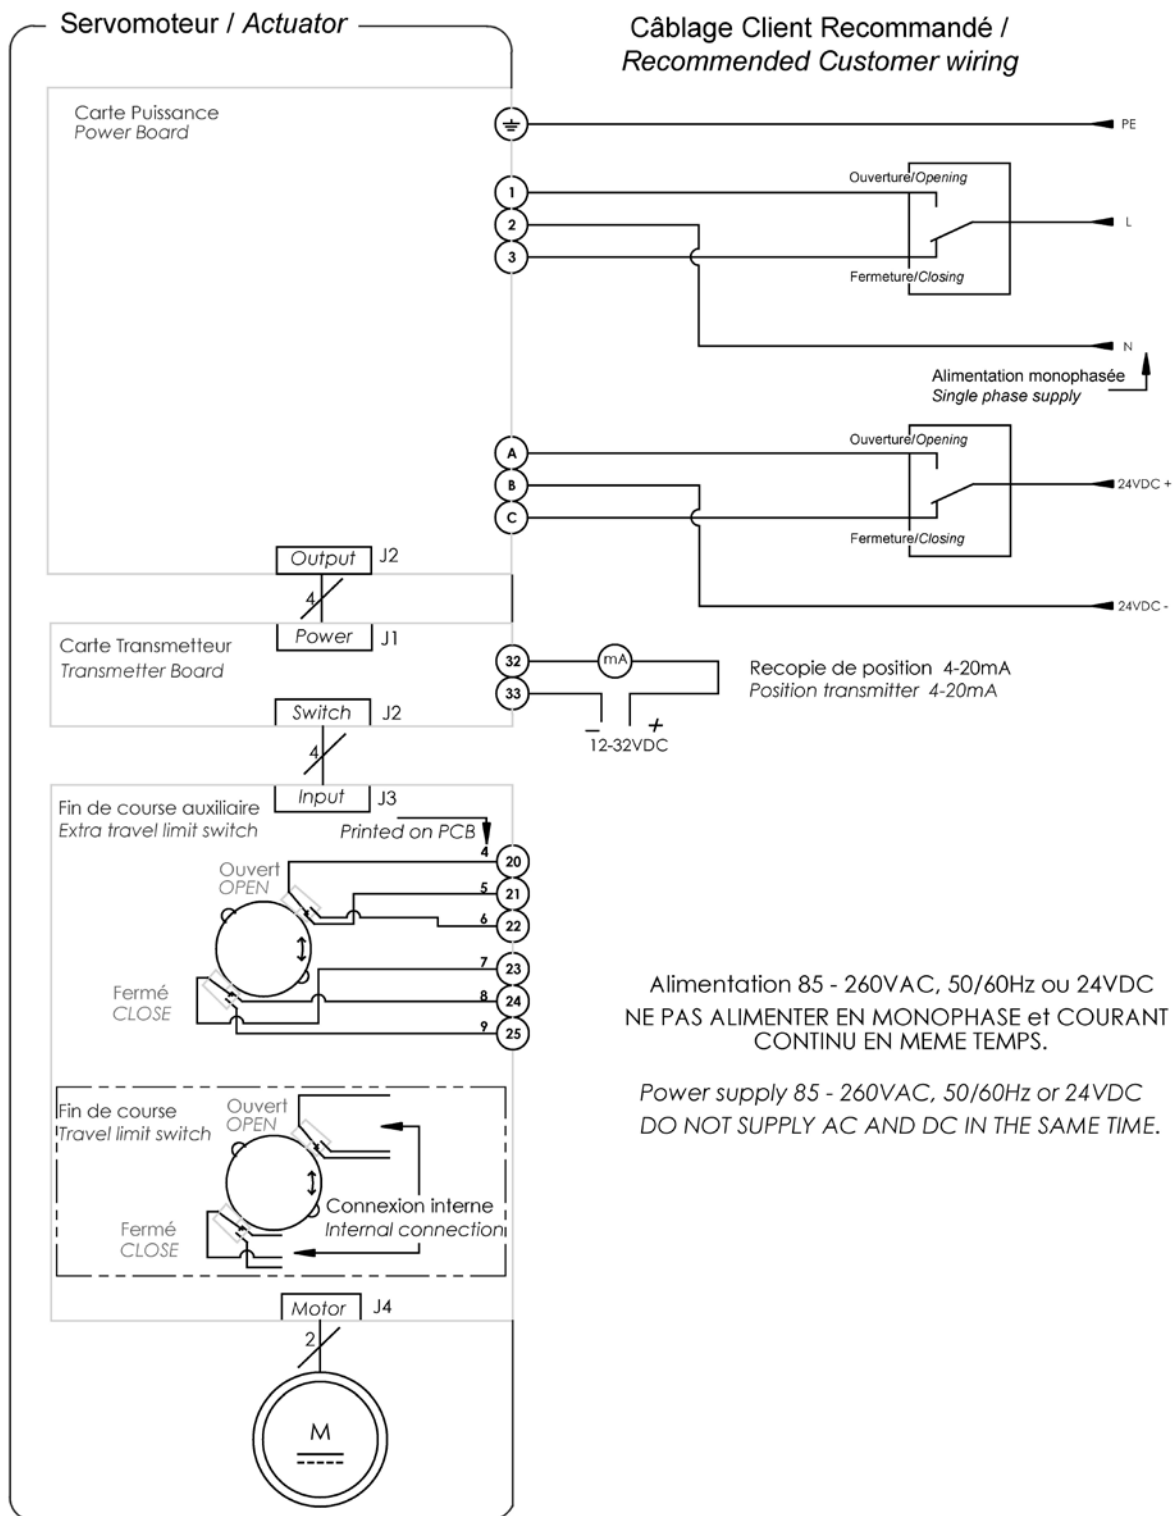 Servomoteur / Actuator
Câblage Client Recommandé /
Recommended Customer wiring
Carte Puissance
Power Board
PE
1
2
3
Ouverture/Opening
L
Fermeture/Closing
N
Alimentation monophasée
Single phase supply
A
B
C
Ouverture/Opening
24VDC +
Fermeture/Closing
24VDC -
Output J2
4
Power J1
Carte Transmetteur
Transmetter Board
32
33
mA
Recopie de position 4-20mA
Position transmitter 4-20mA
− +
12-32VDC
Switch J2
4
Input J3
Fin de course auxiliaire
Extra travel limit switch
Printed on PCB
Ouvert
OPEN
4 20
5 21
6 22
7 23
8 24
9 25
Fermé
CLOSE
Alimentation 85 - 260VAC, 50/60Hz ou 24VDC
NE PAS ALIMENTER EN MONOPHASE et COURANT
CONTINU EN MEME TEMPS.
Power supply 85 - 260VAC, 50/60Hz or 24VDC
DO NOT SUPPLY AC AND DC IN THE SAME TIME.
Fin de course
Travel limit switch
Ouvert
OPEN
Connexion interne
Internal connection
Fermé
CLOSE
Motor J4
2
M